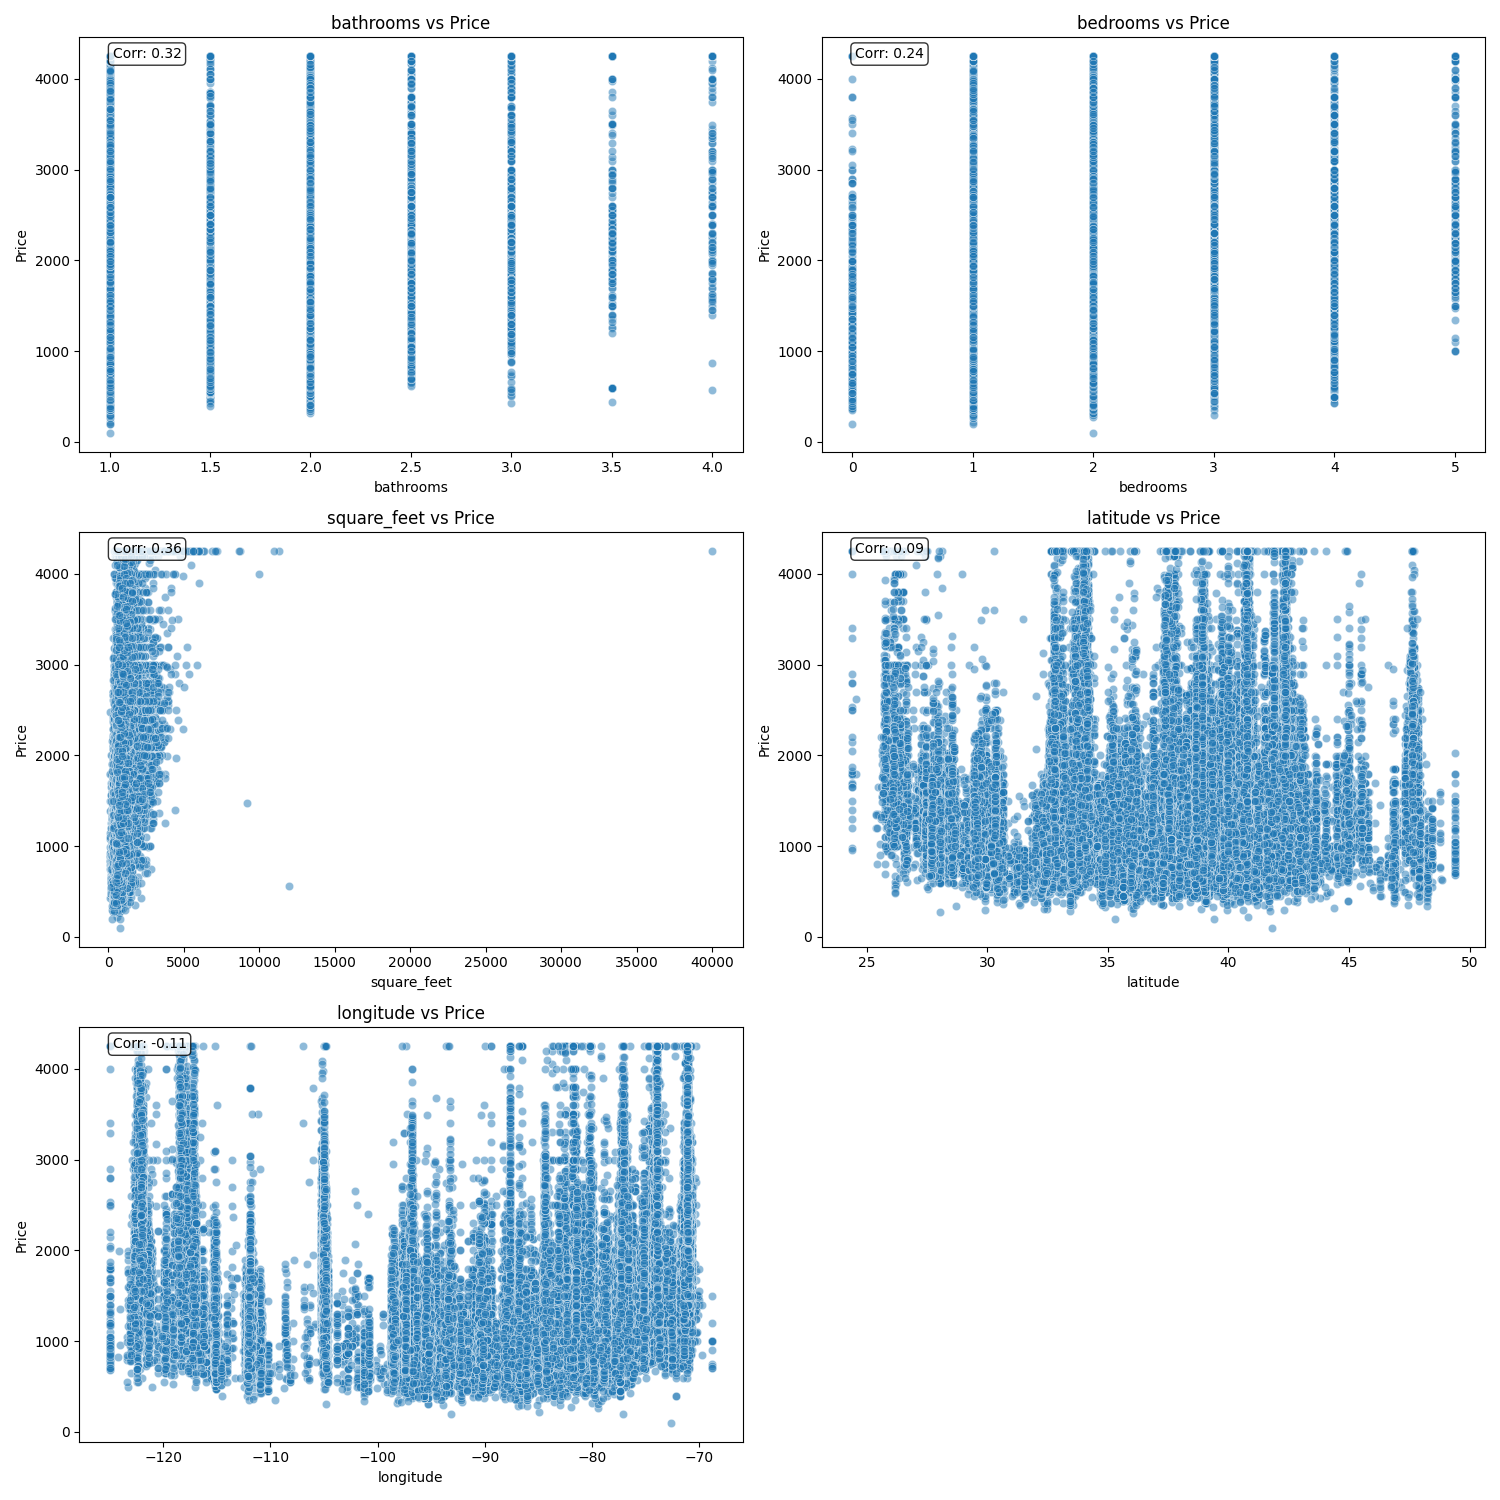 bathrooms vs Price
Corr: 0.32
Price
4000
3000
2000
1000
0
1.0 1.5 2.0 2.5 3.0 3.5 4.0
bathrooms
bedrooms vs Price
Corr: 0.24
Price
4000
3000
2000
1000
0
0 1 2 3 4 5
bedrooms
square_feet vs Price
Corr: 0.36
Price
4000
3000
2000
1000
0
0 5000 10000 15000 20000 25000 30000 35000 40000
square_feet
latitude vs Price
Corr: 0.09
Price
4000
3000
2000
1000
0
25 30 35 40 45 50
latitude
longitude vs Price
Corr: -0.11
Price
4000
3000
2000
1000
0
−120 −110 −100 −90 −80 −70
longitude